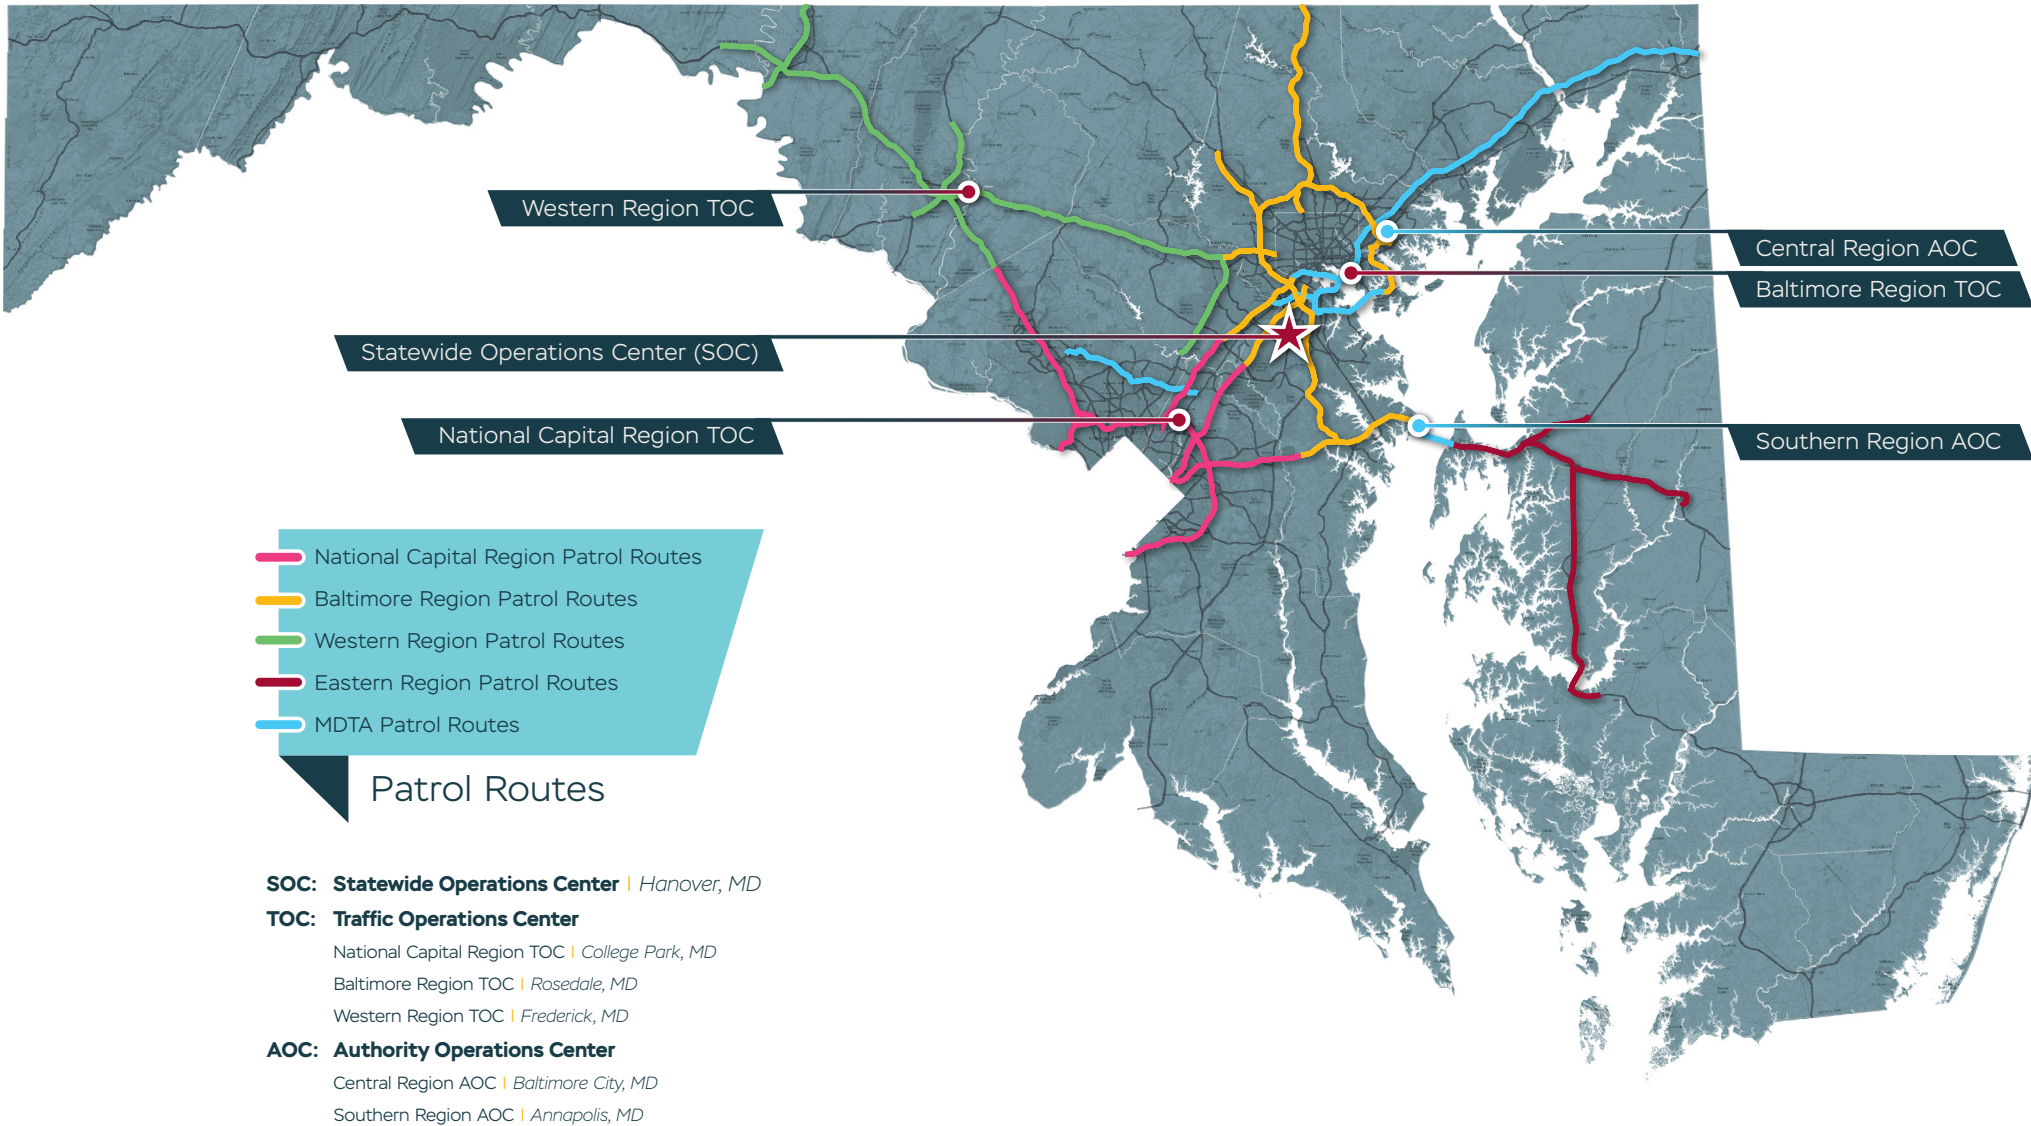 Western Region TOC
Central Region AOC
Baltimore Region TOC
Statewide Operations Center (SOC)
National Capital Region TOC
Southern Region AOC
National Capital Region Patrol Routes
Baltimore Region Patrol Routes
Western Region Patrol Routes
Eastern Region Patrol Routes
MDTA Patrol Routes
Patrol Routes
SOC: Statewide Operations Center | Hanover, MD
TOC: Traffic Operations Center
National Capital Region TOC | College Park, MD
Baltimore Region TOC | Rosedale, MD
Western Region TOC | Frederick, MD
AOC: Authority Operations Center
Central Region AOC | Baltimore City, MD
Southern Region AOC | Annapolis, MD